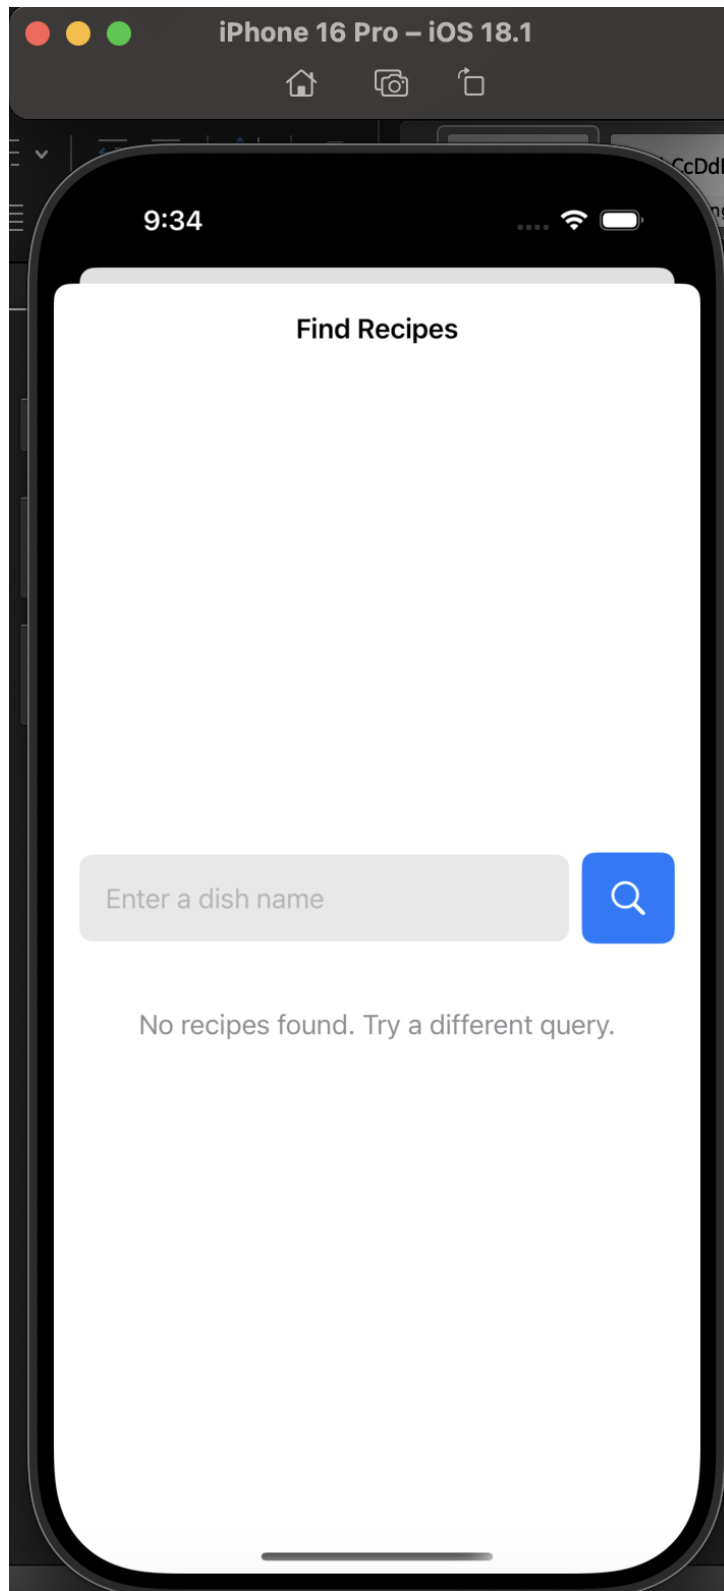 iPhone 16 Pro – iOS 18.1
CcDdE
9:34
Find Recipes
Enter a dish name
No recipes found. Try a different query.